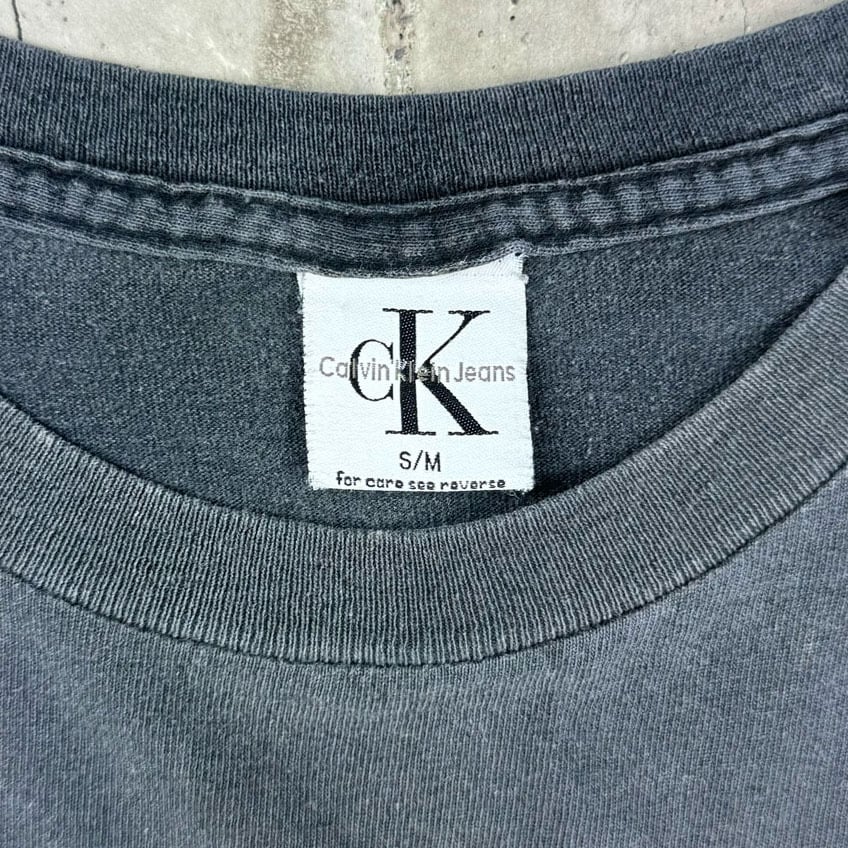 CK
Calvin Klein Jeans
S/M
for care see reverse